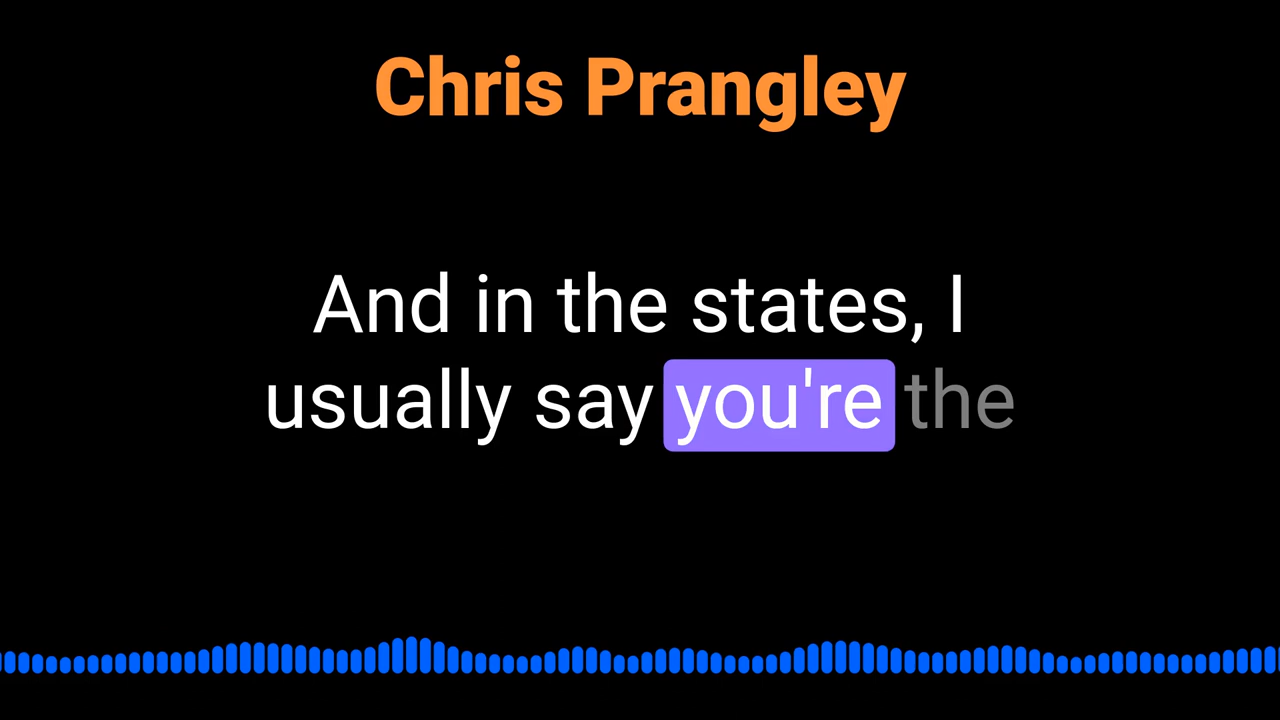 Chris Prangley
And in the states, I
usually say you're the